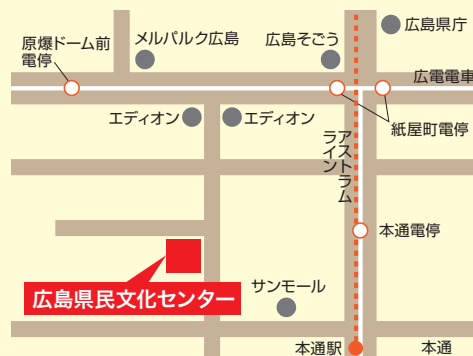 原爆ドーム前
電停
メルパルク広島
広島そごう
広島県庁
広電電車
エディオン
エディオン
紙屋町電停
アストラム
ライン
本通電停
広島県民文化センター
サンモール
本通駅
本通